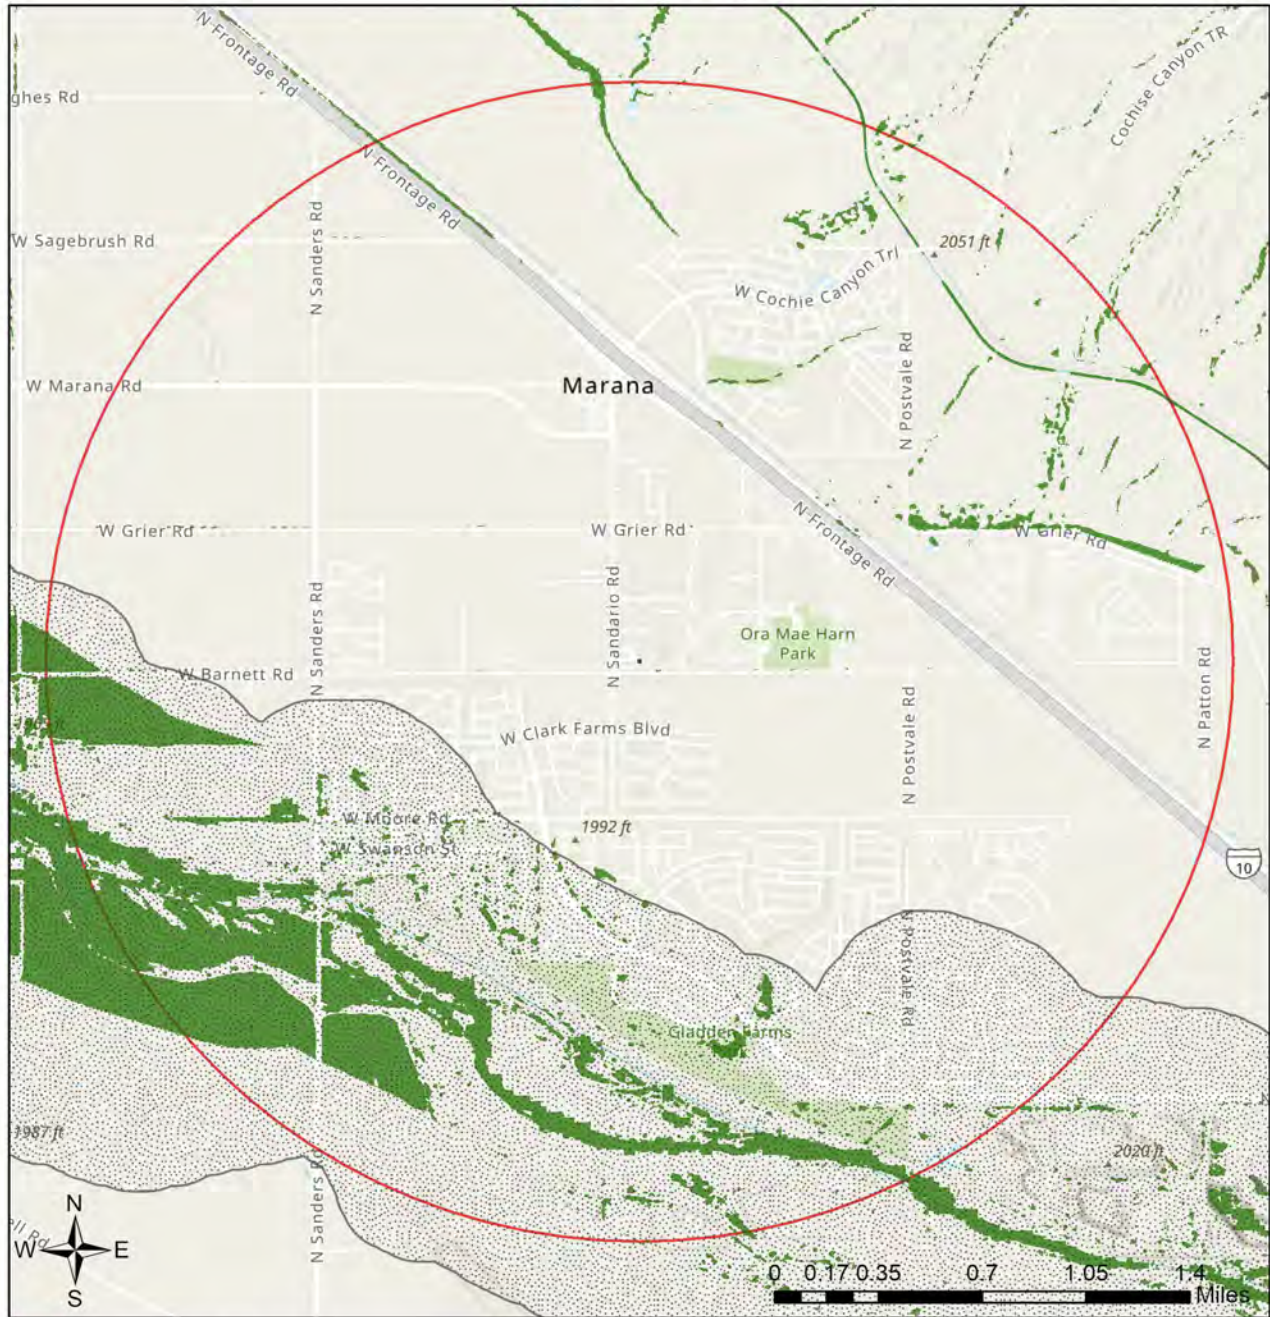 N Frontage Rd
Cochise Canyon TR
ghes Rd
N Frontage Rd
W Sagebrush Rd
N Sanders Rd
2051 ft
W Cochie Canyon Trl
W Marana Rd
Marana
N Postvale Rd
W Grier Rd
W Grier Rd
N Frontage Rd
W Grier Rd
N Sanders Rd
N Sandario Rd
Ora Mae Harn
Park
W Barnett Rd
N Patton Rd
N Postvale Rd
W Clark Farms Blvd
W Moore Rd
1992 ft
W Swanson St
10
N Postvale Rd
Gladden Farms
1987 ft
2020 ft
N Sanders Rd
ell Rd
N
W
E
S
0 0.17 0.35 0.7 1.05 1.4
Miles